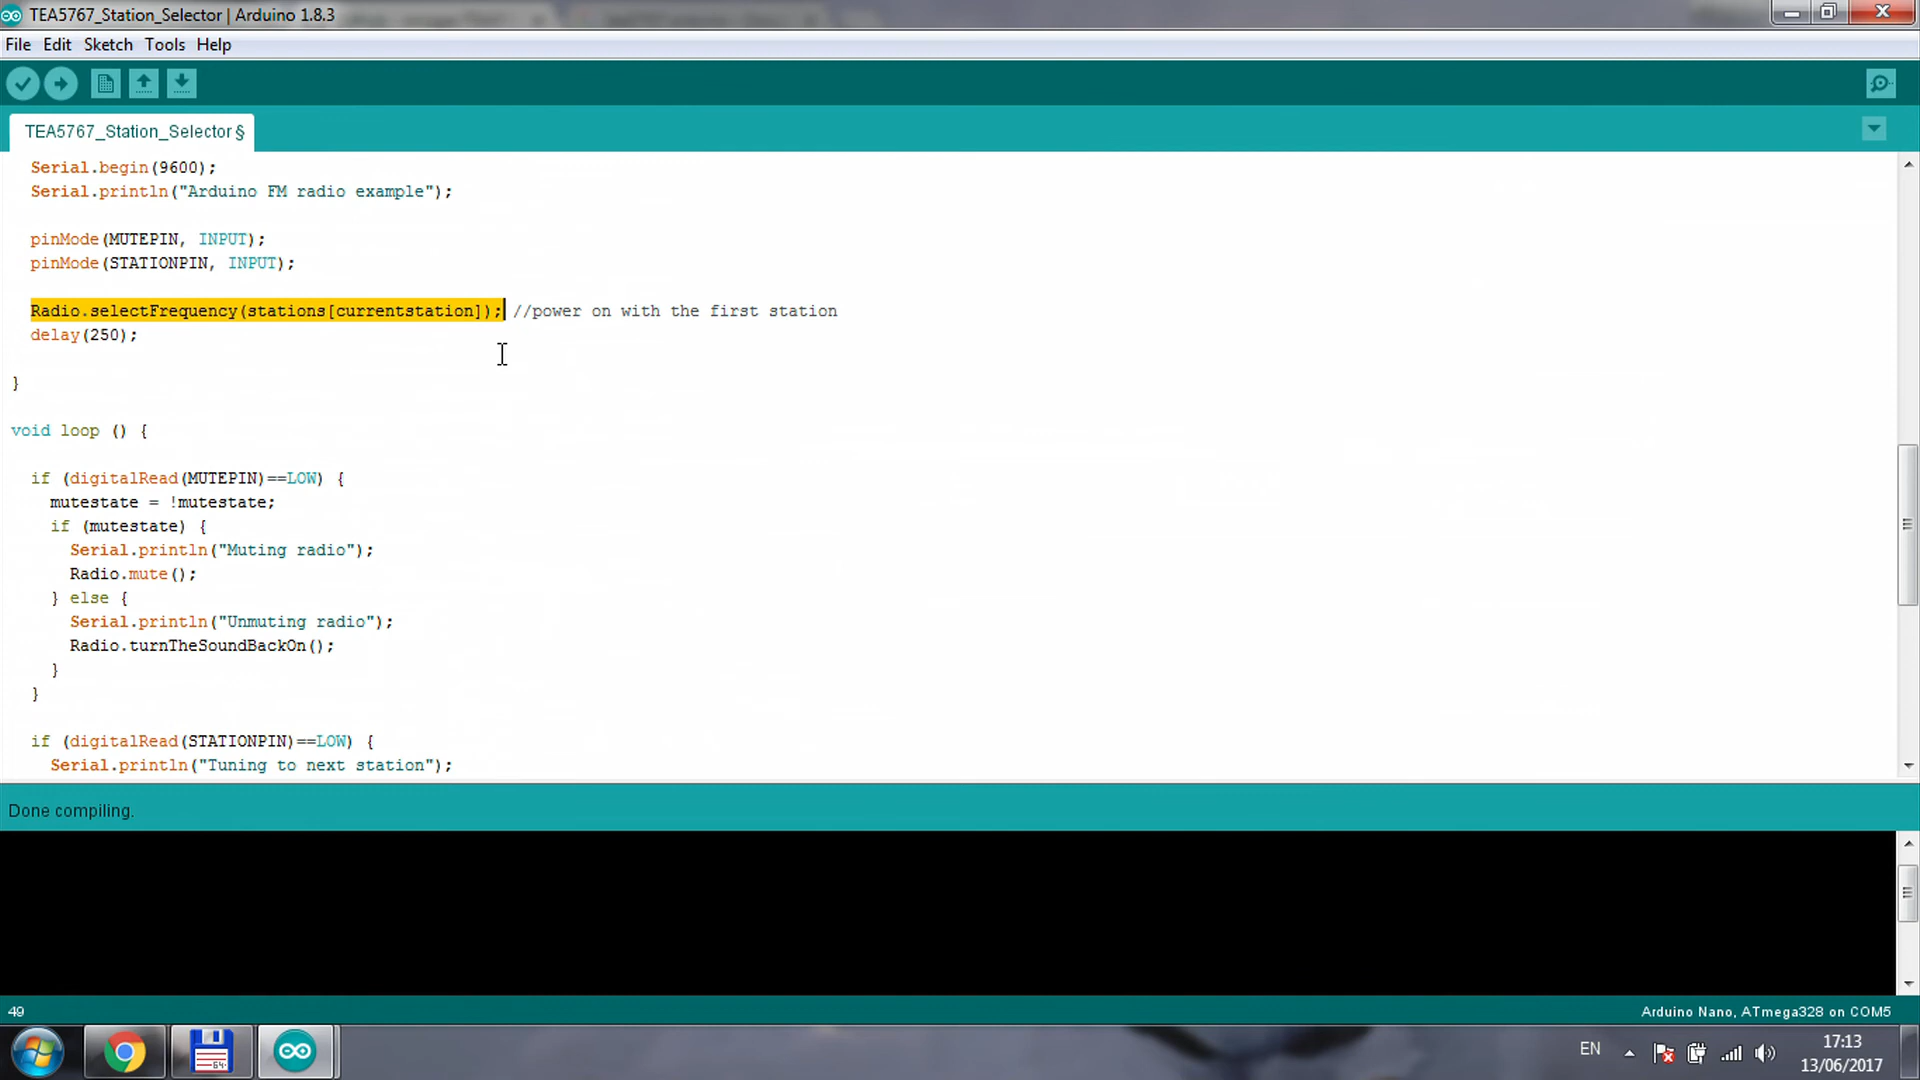 TEA5767_Station_Selector | Arduino 1.8.3
File Edit Sketch Tools Help
TEA5767_Station_Selector §
Serial.begin(9600);
Serial.println("Arduino FM radio example");
pinMode(MUTEPIN, INPUT);
pinMode(STATIONPIN, INPUT);
Radio.selectFrequency(stations[currentstation]); //power on with the first station
delay(250);
}
void loop () {
if (digitalRead(MUTEPIN)==LOW) {
mutestate = !mutestate;
if (mutestate) {
Serial.println("Muting radio");
Radio.mute();
} else {
Serial.println("Unmuting radio");
Radio.turnTheSoundBackOn();
}
}
if (digitalRead(STATIONPIN)==LOW) {
Serial.println("Tuning to next station");
Done compiling.
49
Arduino Nano, ATmega328 on COM5
64
EN
17:13
13/06/2017